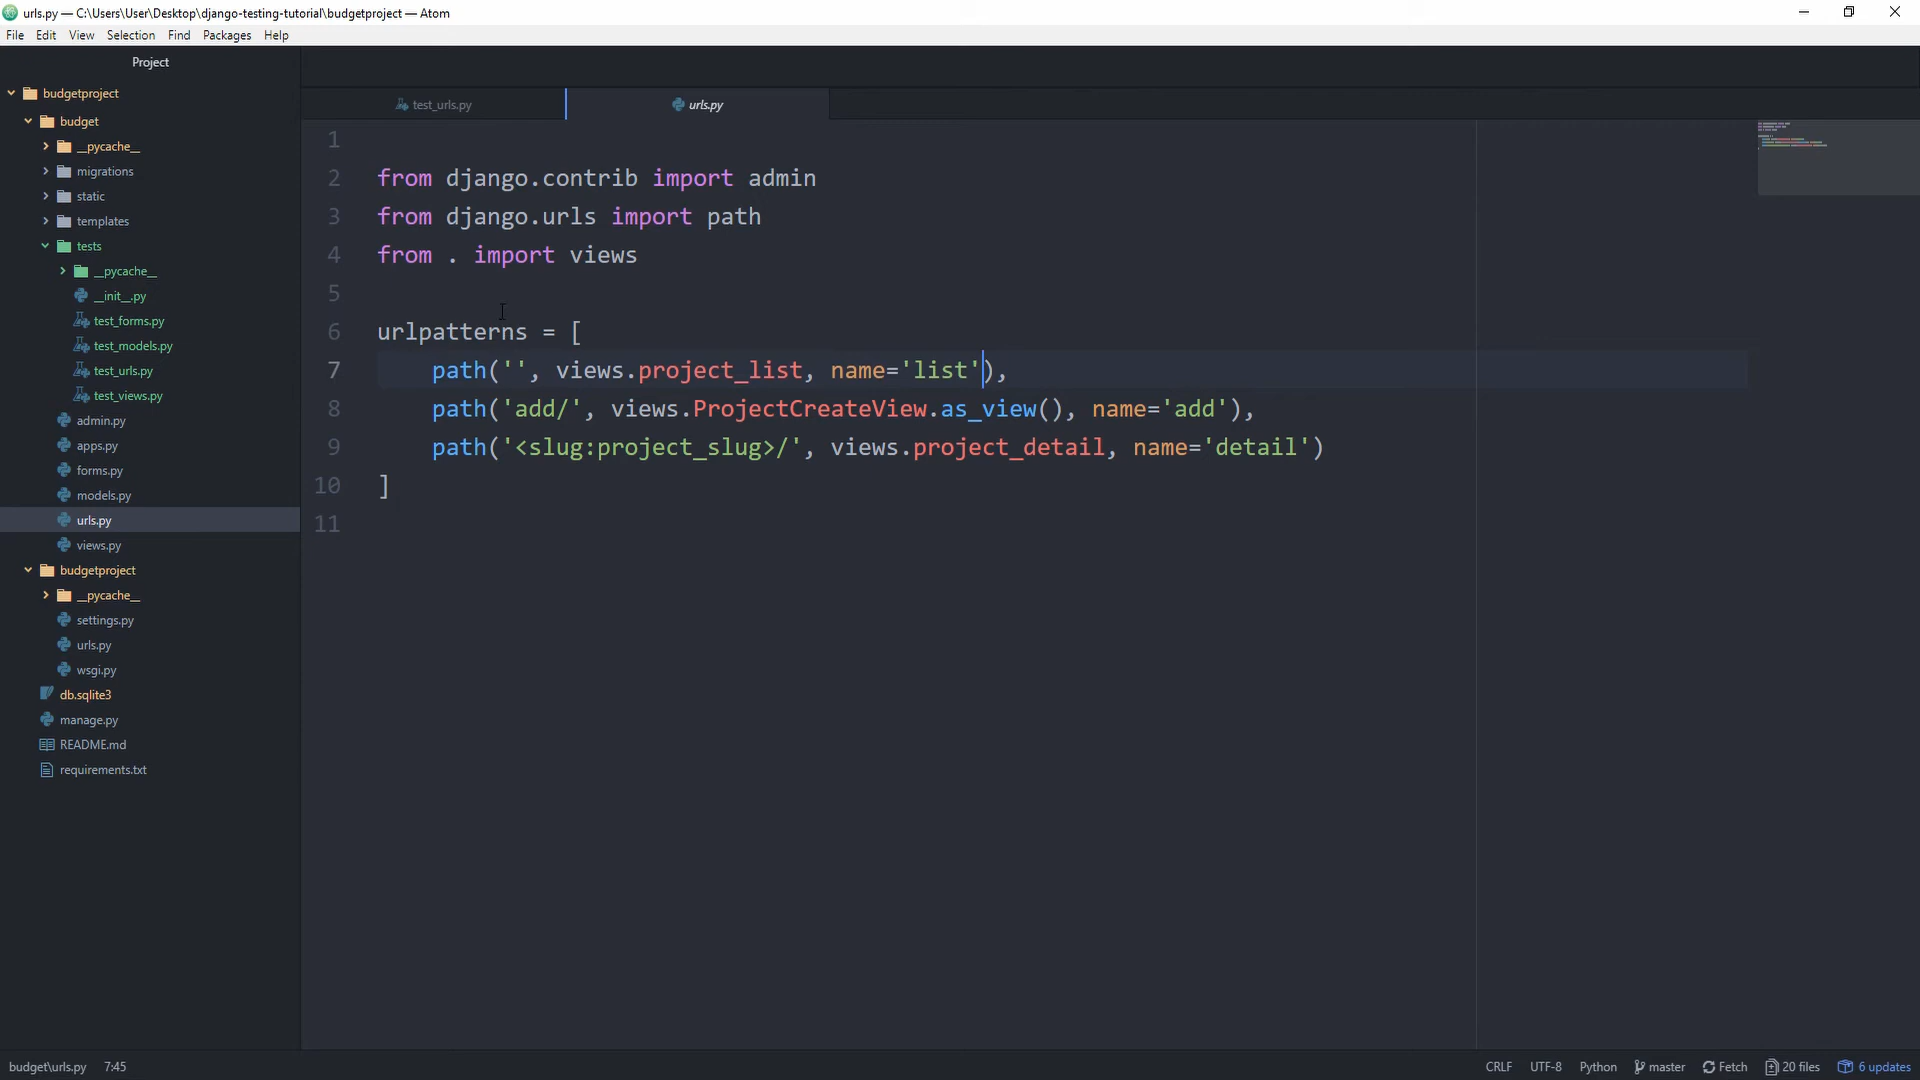 urls.py — C:\Users\User\Desktop\django-testing-tutorial\budgetproject — Atom
File Edit View Selection Find Packages Help
Project
budgetproject
budget
__pycache__
migrations
static
templates
tests
__pycache__
__init__.py
test_forms.py
test_models.py
test_urls.py
test_views.py
admin.py
apps.py
forms.py
models.py
urls.py
views.py
budgetproject
__pycache__
settings.py
urls.py
wsgi.py
db.sqlite3
manage.py
README.md
requirements.txt
test_urls.py
urls.py
1
2 from django.contrib import admin
3 from django.urls import path
4 from . import views
5
6 urlpatterns = [
7     path('', views.project_list, name='list'),
8     path('add/', views.ProjectCreateView.as_view(), name='add'),
9     path('<slug:project_slug>/', views.project_detail, name='detail')
10 ]
11
budget\urls.py 7:45
CRLF UTF-8 Python master Fetch 20 files 6 updates